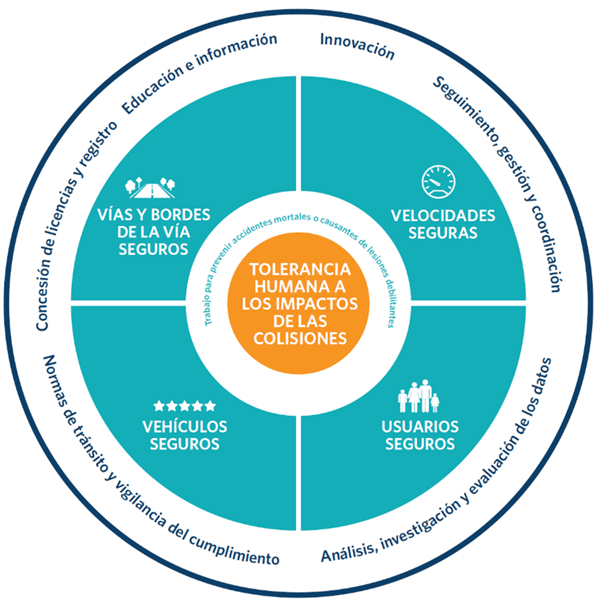 Educación e información
Innovación
Seguimiento, gestión y coordinación
Concesión de licencias y registro
VÍAS Y BORDES
DE LA VÍA
SEGUROS
VELOCIDADES
SEGURAS
Trabajo para prevenir accidentes mortales o causantes de lesiones debilitantes
TOLERANCIA
HUMANA A
LOS IMPACTOS
DE LAS
COLISIONES
VEHÍCULOS
SEGUROS
USUARIOS
SEGUROS
Normas de tránsito y vigilancia del cumplimiento
Análisis, investigación y evaluación de los datos